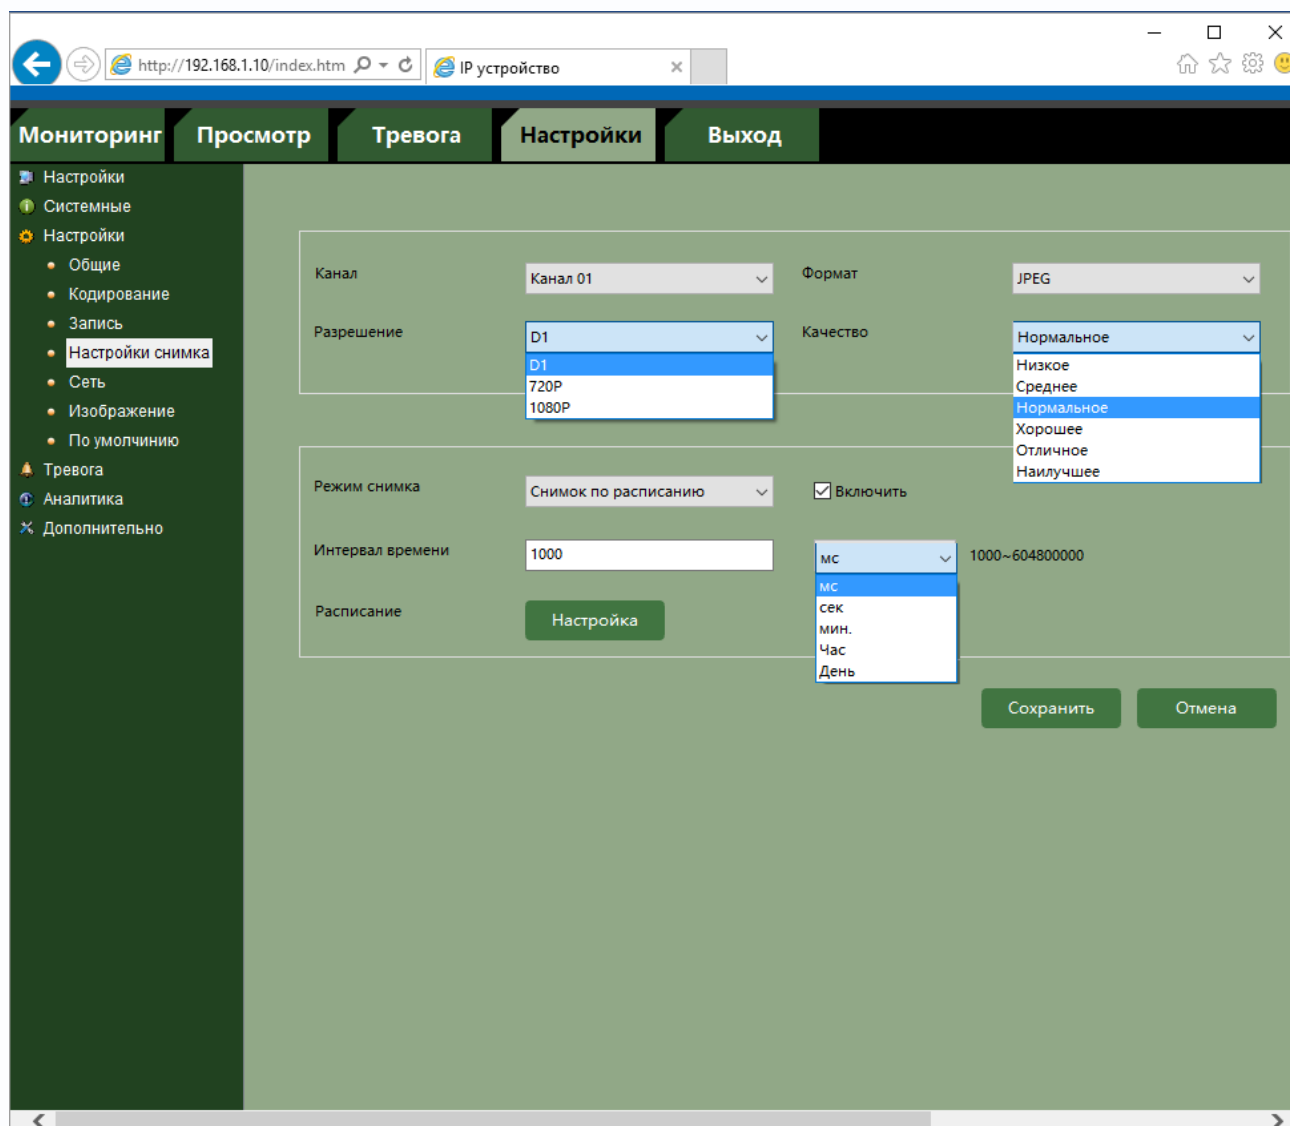 http://192.168.1.10/index.htm
IP устройство
Мониторинг
Просмотр
Тревога
Настройки
Выход
Настройки
Системные
Настройки
Общие
Кодирование
Запись
Настройки снимка
Сеть
Изображение
По умолчинию
Тревога
Аналитика
Дополнительно
Канал
Канал 01
Формат
JPEG
Разрешение
D1
D1
720P
1080P
Качество
Нормальное
Низкое
Среднее
Нормальное
Хорошее
Отличное
Наилучшее
Режим снимка
Снимок по расписанию
Включить
Интервал времени
1000
мс
1000~604800000
мс
сек
мин.
Час
День
Расписание
Настройка
Сохранить
Отмена